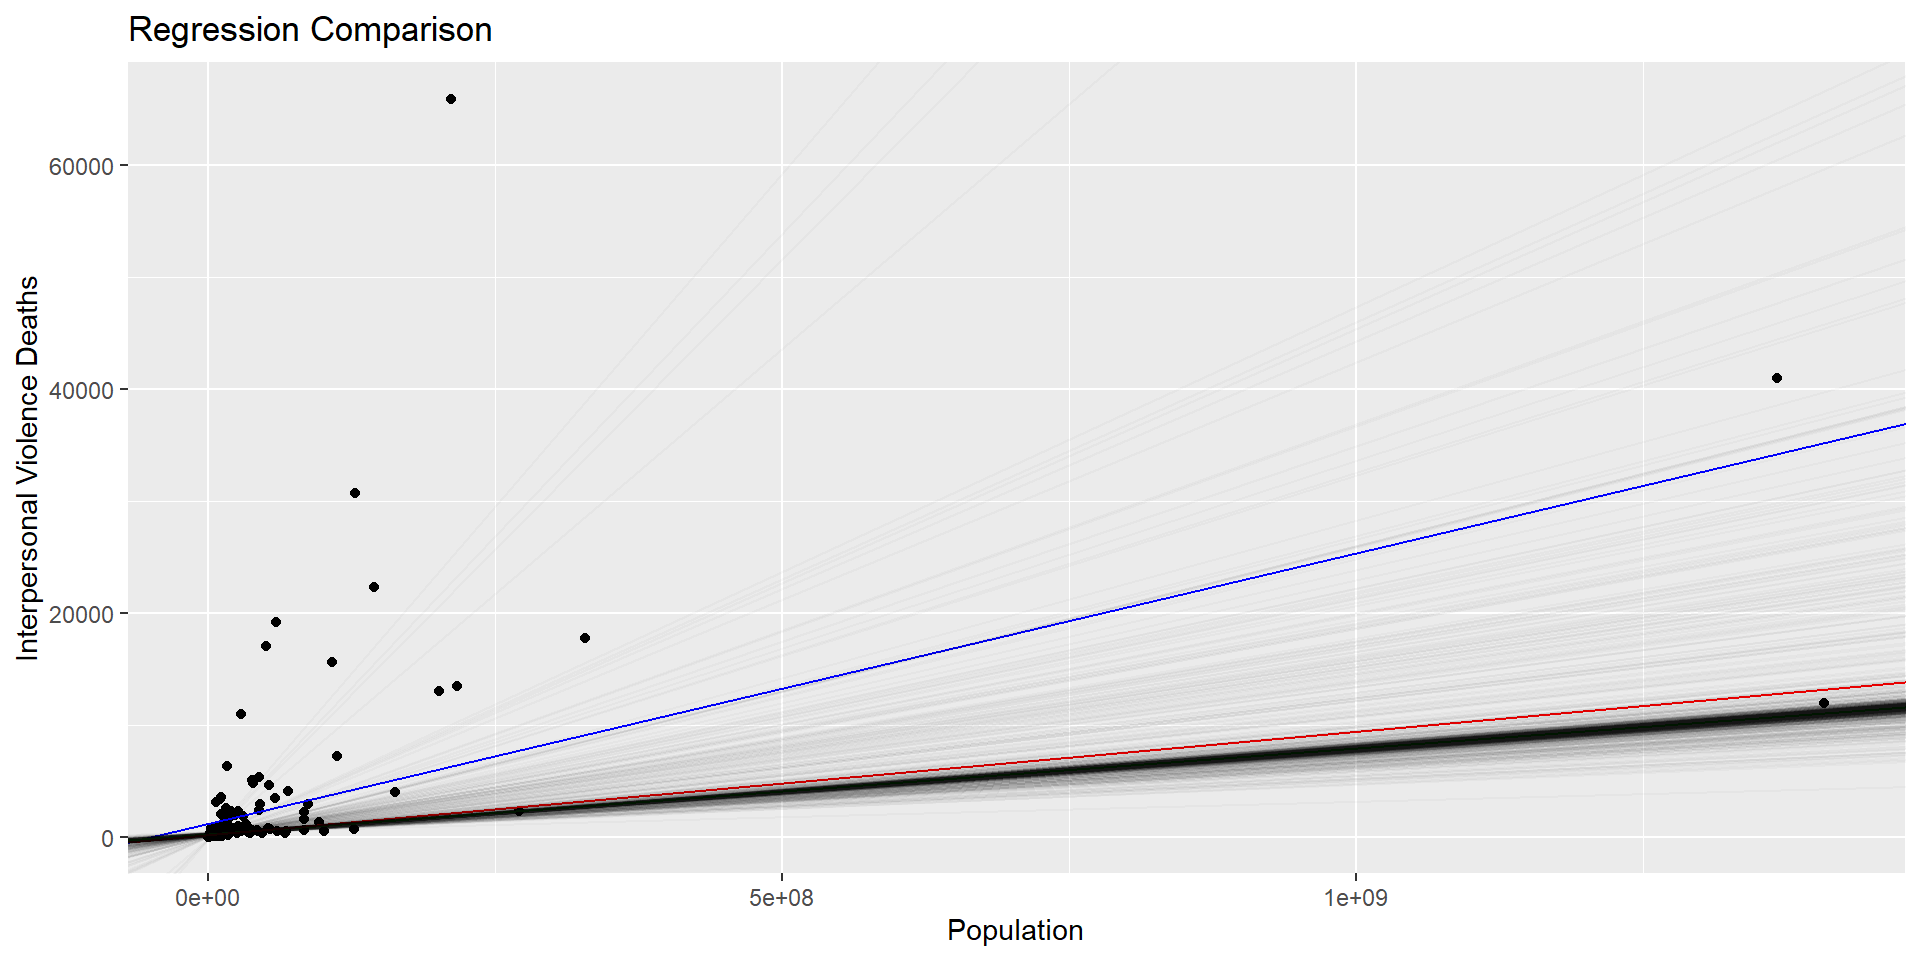 Regression Comparison
Interpersonal Violence Deaths
60000
40000
20000
0
0e+00
5e+08
1e+09
Population